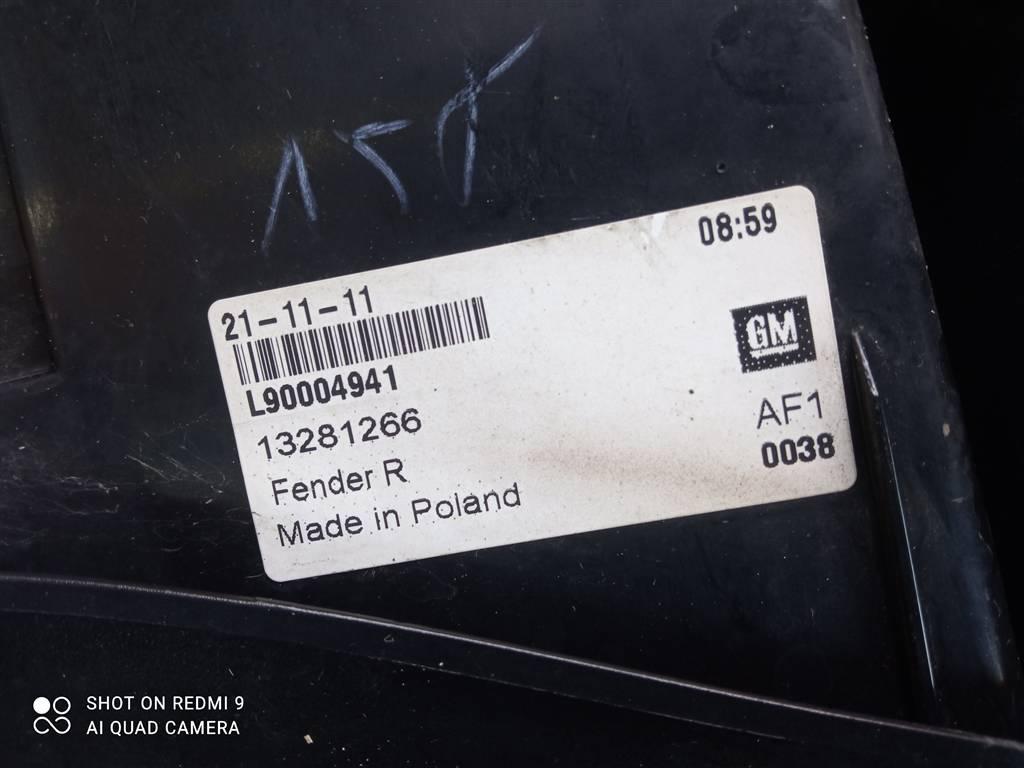 08:59
21-11-11
L90004941
13281266
Fender R
Made in Poland
GM
AF1
0038
SHOT ON REDMI 9
AI QUAD CAMERA